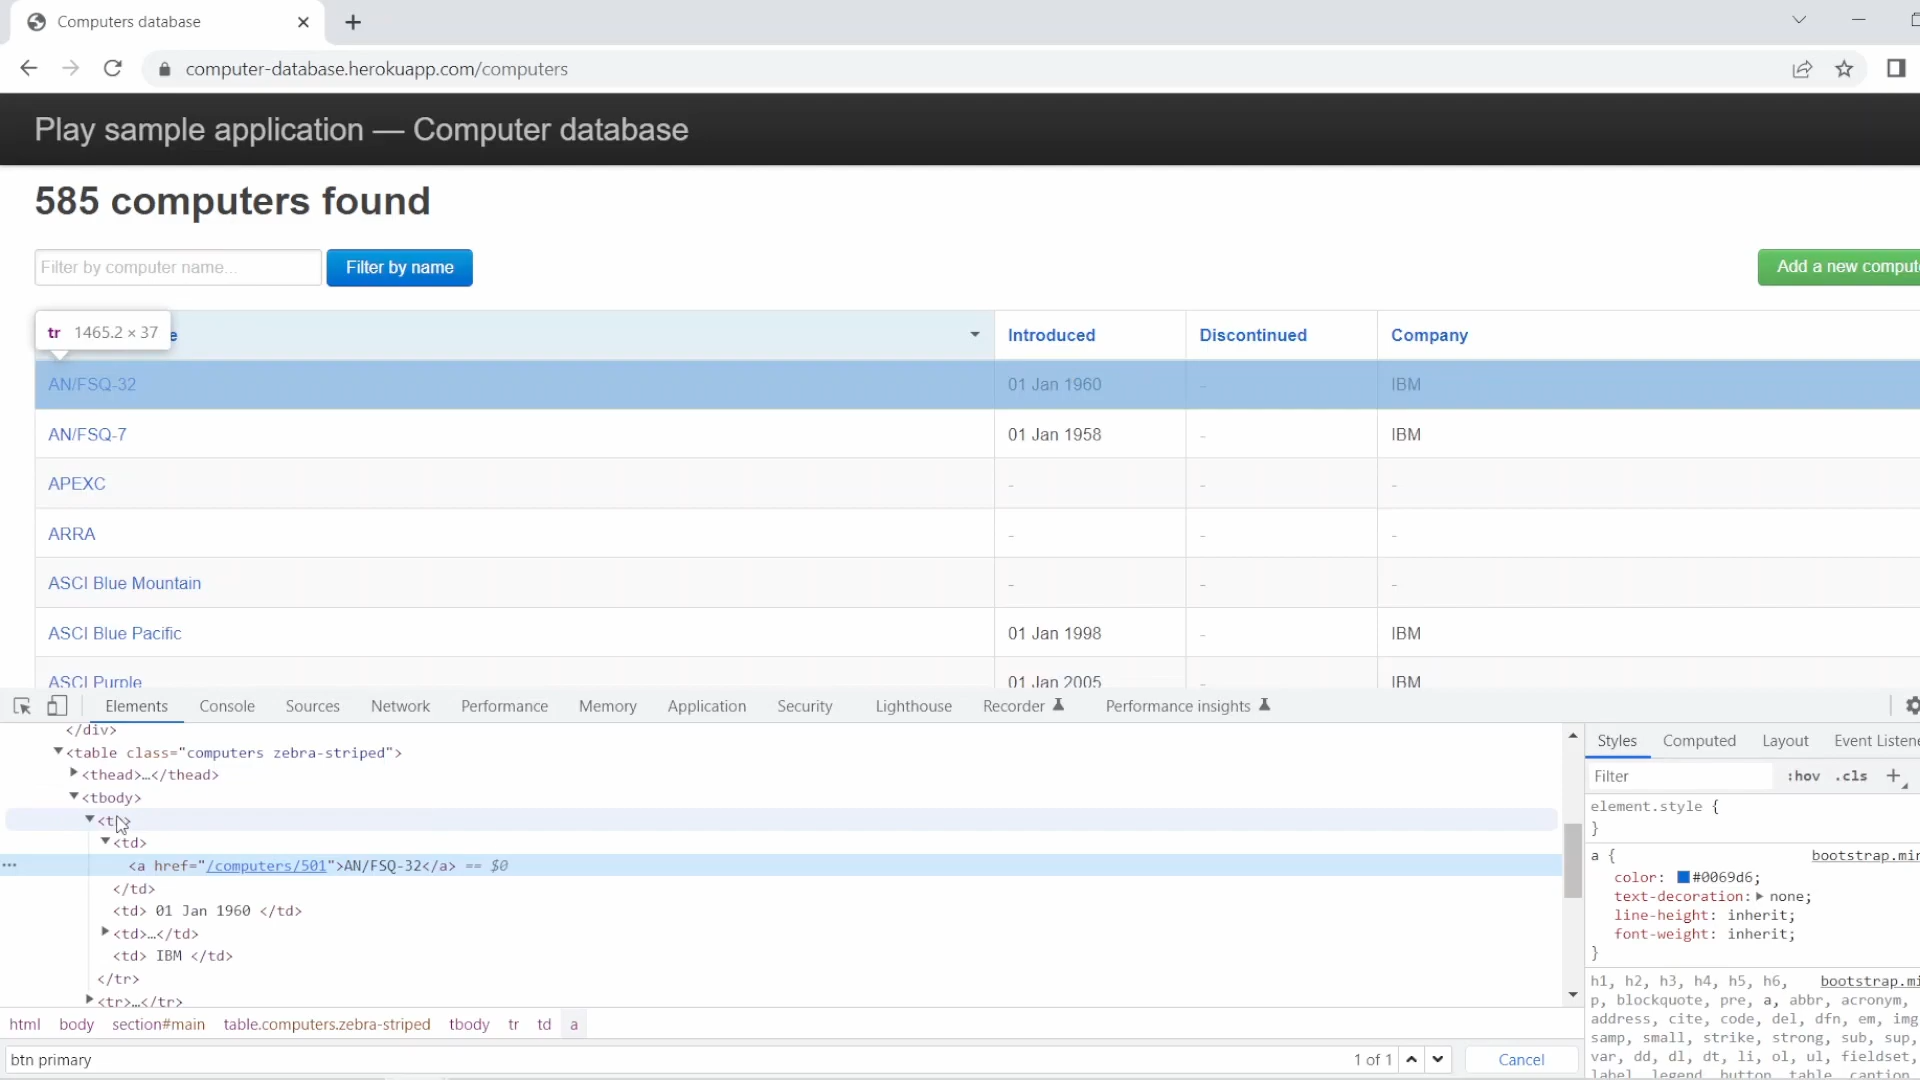 Computers database
computer-database.herokuapp.com/computers
Play sample application — Computer database
585 computers found
Filter by computer name...
Filter by name
Add a new compute
tr 1465.2 × 37
e
Introduced
Discontinued
Company
AN/FSQ-32
01 Jan 1960
-
IBM
AN/FSQ-7
01 Jan 1958
-
IBM
APEXC
-
-
-
ARRA
-
-
-
ASCI Blue Mountain
-
-
-
ASCI Blue Pacific
01 Jan 1998
-
IBM
ASCI Purple
01 Jan 2005
IBM
Elements
Console
Sources
Network
Performance
Memory
Application
Security
Lighthouse
Recorder
Performance insights
</div>
<table class="computers zebra-striped">
<thead>…</thead>
<tbody>
<tr>
<td>
<a href="/computers/501">AN/FSQ-32</a> == $0
</td>
<td> 01 Jan 1960 </td>
<td>…</td>
<td> IBM </td>
</tr>
<tr>…</tr>
html body section#main table.computers.zebra-striped tbody tr td a
btn primary
1 of 1
Cancel
Styles
Computed
Layout
Event Listene
Filter
:hov
.cls
element.style {
}
a {
bootstrap.min
color: #0069d6;
text-decoration: none;
line-height: inherit;
font-weight: inherit;
}
h1, h2, h3, h4, h5, h6,
bootstrap.mi
p, blockquote, pre, a, abbr, acronym,
address, cite, code, del, dfn, em, img
samp, small, strike, strong, sub, sup,
var, dd, dl, dt, li, ol, ul, fieldset,
label, legend, button, table, caption,